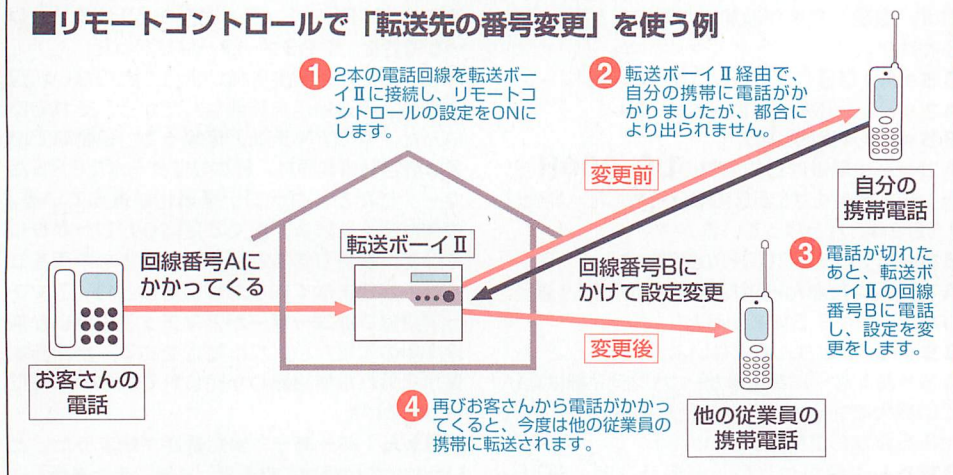 ■リモートコントロールで「転送先の番号変更」を使う例
1 2本の電話回線を転送ボー
イⅡに接続し、リモートコ
ントロールの設定をONに
します。
2 転送ボーイⅡ経由で、
自分の携帯に電話がか
かりましたが、都合に
より出られません。
変更前
自分の
携帯電話
転送ボーイⅡ
回線番号Aに
かかってくる
回線番号Bに
かけて設定変更
3 電話が切れた
あと、転送ボ
ーイⅡの回線
番号Bに電話
し、設定を変
更をします。
変更後
お客さんの
電話
4 再びお客さんから電話がかかっ
てくると、今度は他の従業員の
携帯に転送されます。
他の従業員の
携帯電話